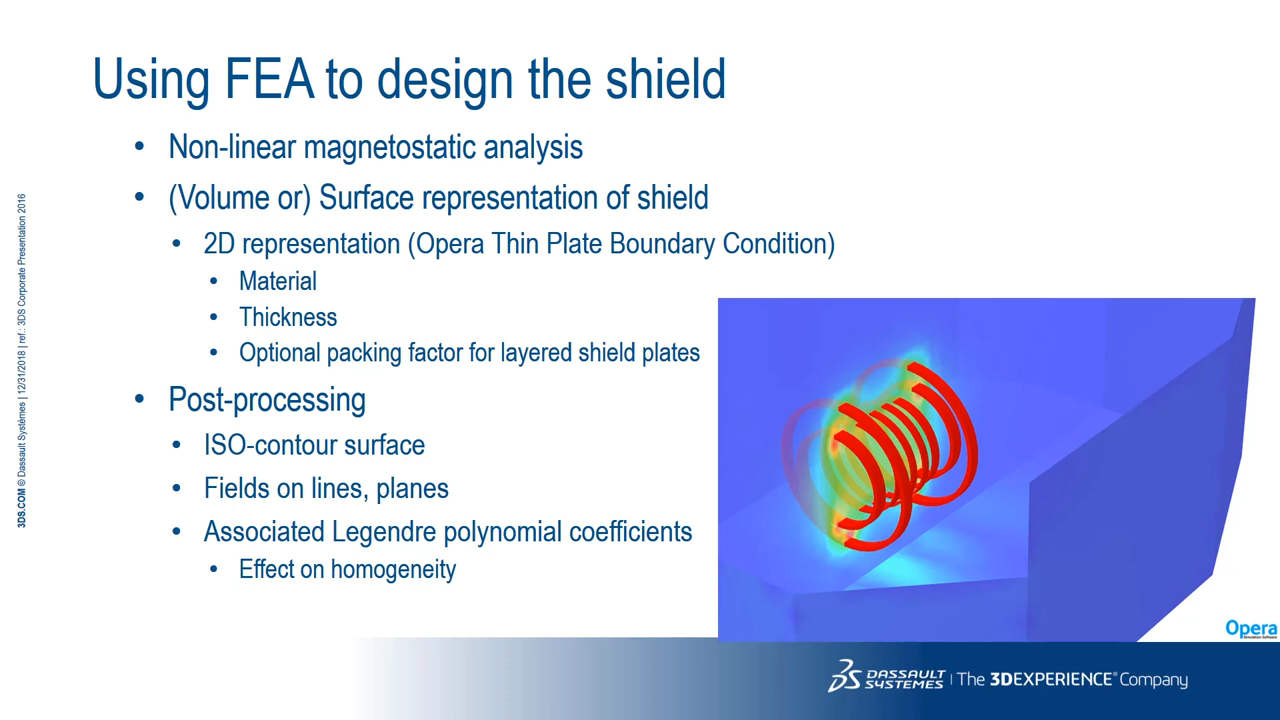 Using FEA to design the shield
• Non-linear magnetostatic analysis
• (Volume or) Surface representation of shield
• 2D representation (Opera Thin Plate Boundary Condition)
• Material
• Thickness
• Optional packing factor for layered shield plates
• Post-processing
• ISO-contour surface
• Fields on lines, planes
• Associated Legendre polynomial coefficients
• Effect on homogeneity
3DS.COM © Dassault Systèmes | 12/31/2018 | ref.: 3DS Corporate Presentation 2016
Opera
Simulation Software
DASSAULT SYSTEMES | The 3DEXPERIENCE® Company